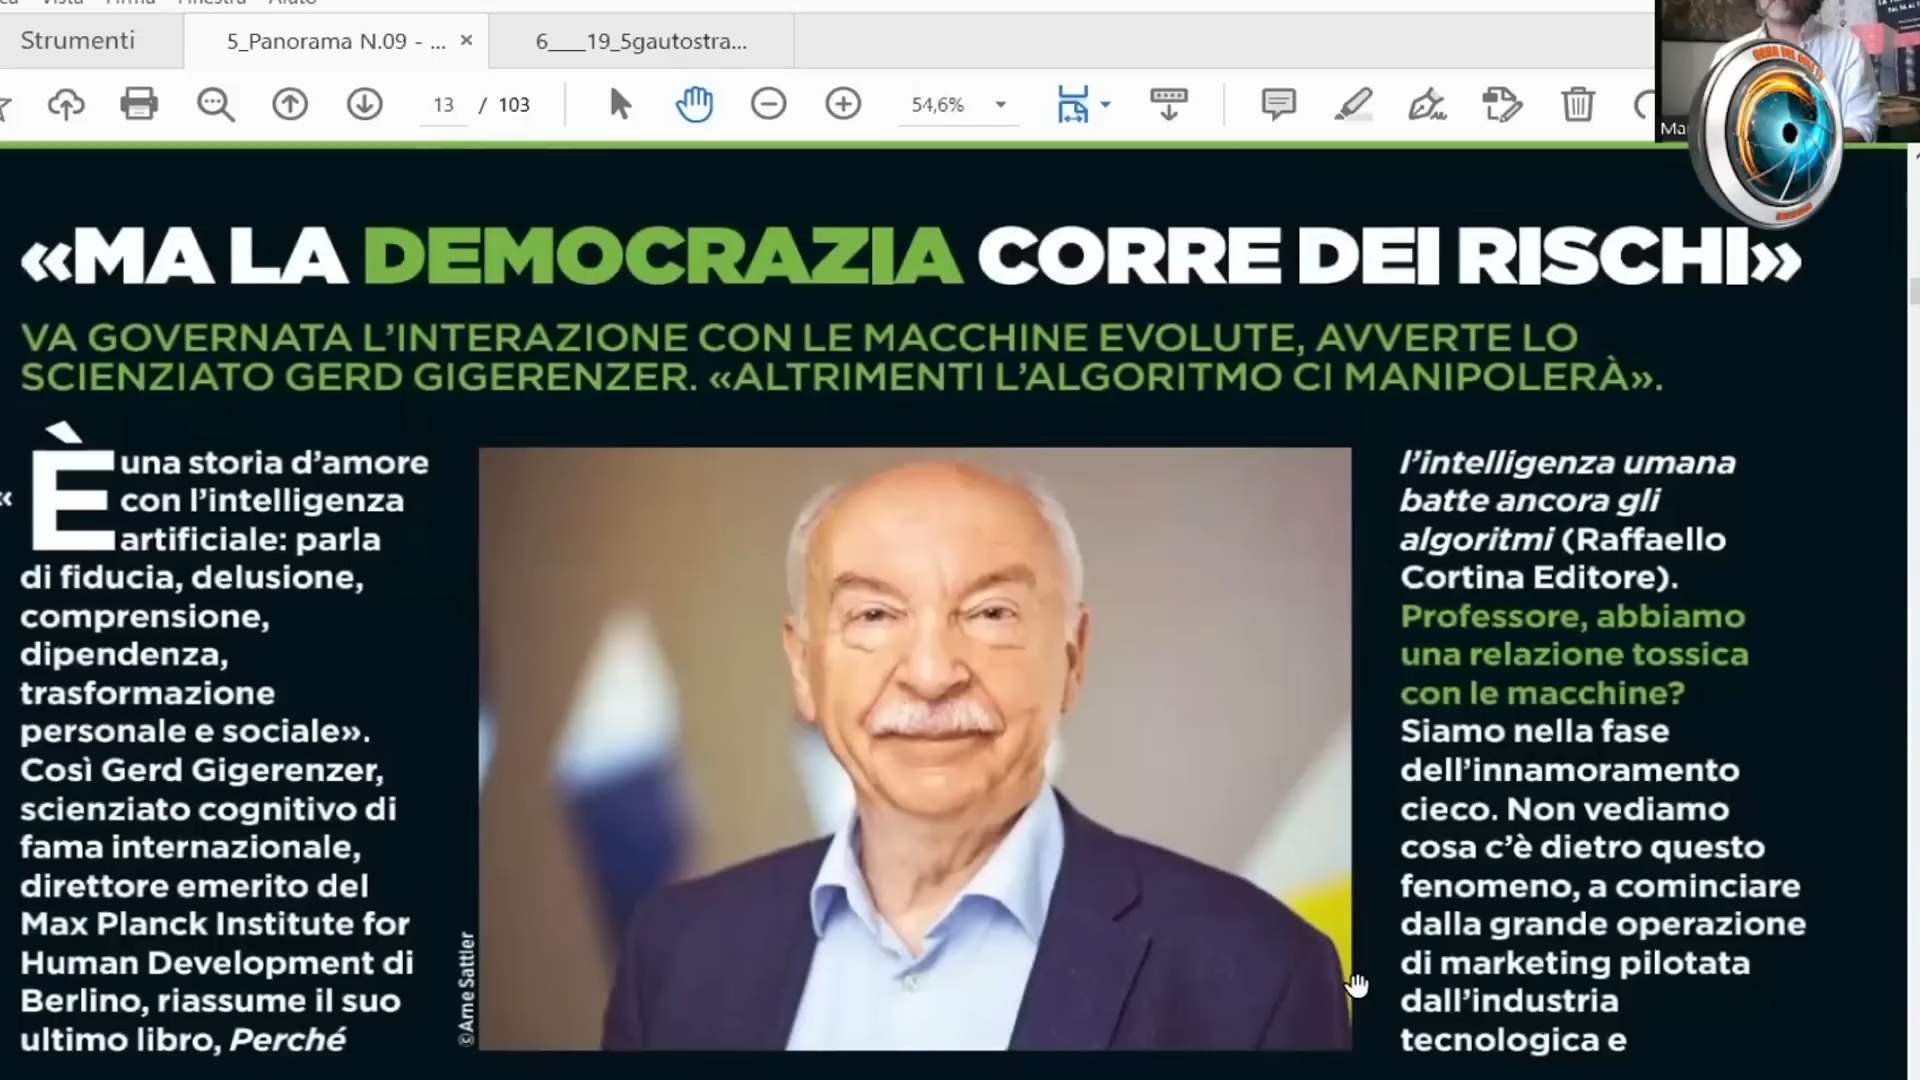 Vista Firma Finestra Aiuto
Strumenti
5_Panorama N.09 - ...
6___19_5gautostra...
13 / 103
54,6%
«MA LA DEMOCRAZIA CORRE DEI RISCHI»
VA GOVERNATA L'INTERAZIONE CON LE MACCHINE EVOLUTE, AVVERTE LO
SCIENZIATO GERD GIGERENZER. «ALTRIMENTI L'ALGORITMO CI MANIPOLERÀ».
«È una storia d'amore
con l'intelligenza
artificiale: parla
di fiducia, delusione,
comprensione,
dipendenza,
trasformazione
personale e sociale».
Così Gerd Gigerenzer,
scienziato cognitivo di
fama internazionale,
direttore emerito del
Max Planck Institute for
Human Development di
Berlino, riassume il suo
ultimo libro, Perché
©Arne Sattler
l'intelligenza umana
batte ancora gli
algoritmi (Raffaello
Cortina Editore).
Professore, abbiamo
una relazione tossica
con le macchine?
Siamo nella fase
dell'innamoramento
cieco. Non vediamo
cosa c'è dietro questo
fenomeno, a cominciare
dalla grande operazione
di marketing pilotata
dall'industria
tecnologica e